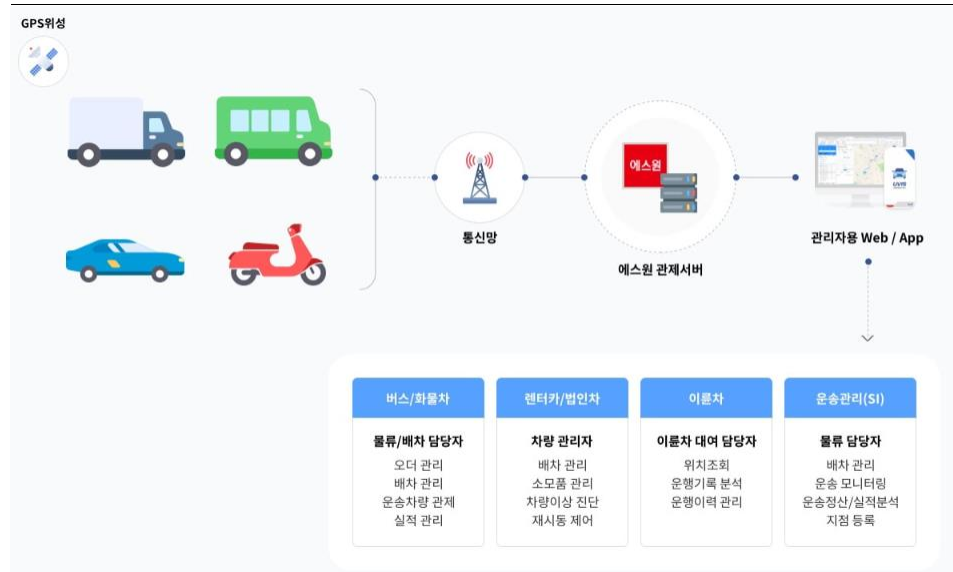 GPS위성
에스원
UVIS
통신망
에스원 관제서버
관리자용 Web / App
버스/화물차
물류/배차 담당자
오더 관리
배차 관리
운송차량 관제
실적 관리
렌터카/법인차
차량 관리자
배차 관리
소모품 관리
차량이상 진단
재시동 제어
이륜차
이륜차 대여 담당자
위치조회
운행기록 분석
운행이력 관리
운송관리(SI)
물류 담당자
배차 관리
운송 모니터링
운송정산/실적분석
지점 등록